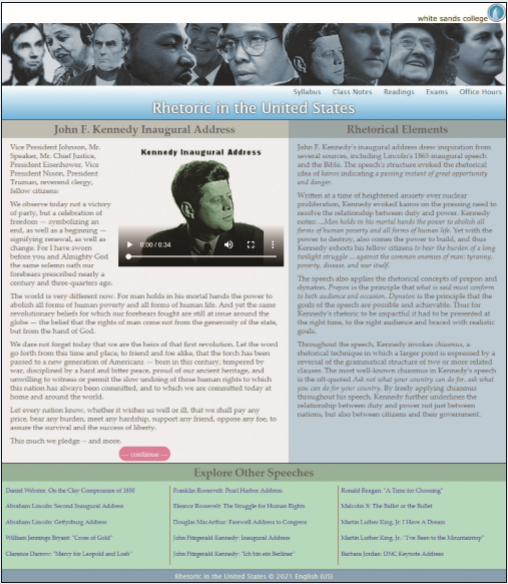 white sands college
Syllabus Class Notes Readings Exams Office Hours
Rhetoric in the United States
John F. Kennedy Inaugural Address
Vice President Johnson, Mr.
Speaker, Mr. Chief Justice,
President Eisenhower, Vice
President Nixon, President
Truman, reverend clergy,
fellow citizens:
We observe today not a victory
of party, but a celebration of
freedom — symbolizing an
end, as well as a beginning —
signifying renewal, as well as
change. For I have sworn
before you and Almighty God
the same solemn oath our
forebears prescribed nearly a
century and three-quarters ago.
Kennedy Inaugural Address
0:00 / 0:34
The world is very different now. For man holds in his mortal hands the power to
abolish all forms of human poverty and all forms of human life. And yet the same
revolutionary beliefs for which our forebears fought are still at issue around the
globe — the belief that the rights of man come not from the generosity of the state,
but from the hand of God.
We dare not forget today that we are the heirs of that first revolution. Let the word
go forth from this time and place, to friend and foe alike, that the torch has been
passed to a new generation of Americans — born in this century, tempered by
war, disciplined by a hard and bitter peace, proud of our ancient heritage, and
unwilling to witness or permit the slow undoing of those human rights to which
this nation has always been committed, and to which we are committed today at
home and around the world.
Let every nation know, whether it wishes us well or ill, that we shall pay any
price, bear any burden, meet any hardship, support any friend, oppose any foe, to
assure the survival and the success of liberty.
This much we pledge — and more.
— continue —
Rhetorical Elements
John F. Kennedy's inaugural address drew inspiration from
several sources, including Lincoln's 1865 inaugural speech
and the Bible. The speech's structure evoked the rhetorical
idea of kairos indicating a passing instant of great opportunity
and danger.
Written at a time of heightened anxiety over nuclear
proliferation, Kennedy evoked kairos on the pressing need to
resolve the relationship between duty and power. Kennedy
notes: ...Man holds in his mortal hands the power to abolish all
forms of human poverty and all forms of human life. Yet with the
power to destroy, also comes the power to build, and thus
Kennedy exhorts his fellow citizens to bear the burden of a long
twilight struggle ... against the common enemies of man: tyranny,
poverty, disease, and war itself.
The speech also applies the rhetorical concepts of prepon and
dynaton. Prepon is the principle that what is said must conform
to both audience and occasion. Dynaton is the principle that the
goals of the speech are possible and achievable. Thus for
Kennedy's rhetoric to be impactful it had to be presented at
the right time, to the right audience and braced with realistic
goals.
Throughout the speech, Kennedy invokes chiasmus, a
rhetorical technique in which a larger point is expressed by a
reversal of the grammatical structure of two or more related
clauses. The most well-known chiasmus in Kennedy's speech
is the oft-quoted Ask not what your country can do for, ask what
you can do for your country. By freely applying chiasmus
throughout his speech, Kennedy further underlines the
relationship between duty and power not just between
nations, but also between citizens and their government.
Explore Other Speeches
Daniel Webster: On the Clay Compromise of 1850
Abraham Lincoln: Second Inaugural Address
Abraham Lincoln: Gettysburg Address
William Jennings Bryant: "Cross of Gold"
Clarence Darrow: "Mercy for Leopold and Loeb"
Franklin Roosevelt: Pearl Harbor Address
Eleanor Roosevelt: The Struggle for Human Rights
Douglas MacArthur: Farewell Address to Congress
John Fitzgerald Kennedy: Inaugural Address
John Fitzgerald Kennedy: "Ich bin ein Berliner"
Ronald Reagan: "A Time for Choosing"
Malcolm X: The Ballot or the Bullet
Martin Luther King, Jr: I Have A Dream
Martin Luther King, Jr. "I've Been to the Mountaintop"
Barbara Jordan: DNC Keynote Address
Rhetoric in the United States © 2021 English (US)